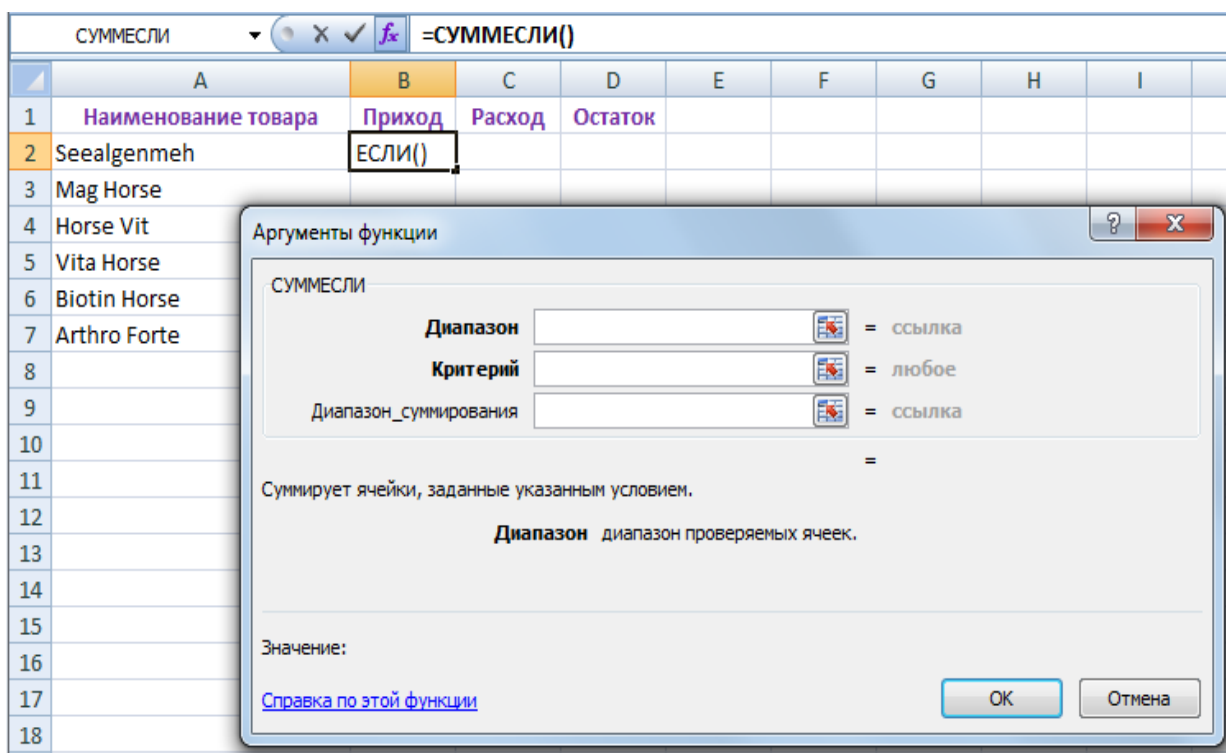 СУММЕСЛИ fx =СУММЕСЛИ()
A B C D E F G H I
1 Наименование товара Приход Расход Остаток
2 Seealgenmeh ЕСЛИ()
3 Mag Horse
4 Horse Vit
5 Vita Horse
6 Biotin Horse
7 Arthro Forte
8
9
10
11
12
13
14
15
16
17
18
Аргументы функции ? X
СУММЕСЛИ
Диапазон = ссылка
Критерий = любое
Диапазон_суммирования = ссылка
=
Суммирует ячейки, заданные указанным условием.
Диапазон диапазон проверяемых ячеек.
Значение:
Справка по этой функции OK Отмена